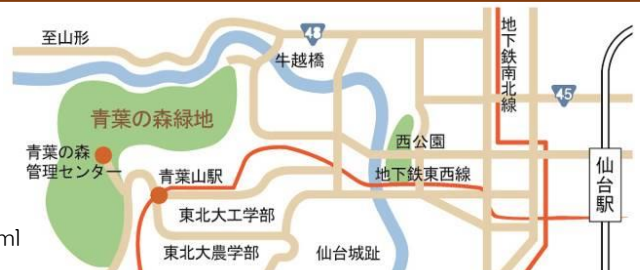 至山形
48
牛越橋
地下鉄南北線
45
青葉の森緑地
西公園
青葉の森
管理センター
青葉山駅
地下鉄東西線
仙台駅
東北大工学部
ml
東北大農学部
仙台城趾